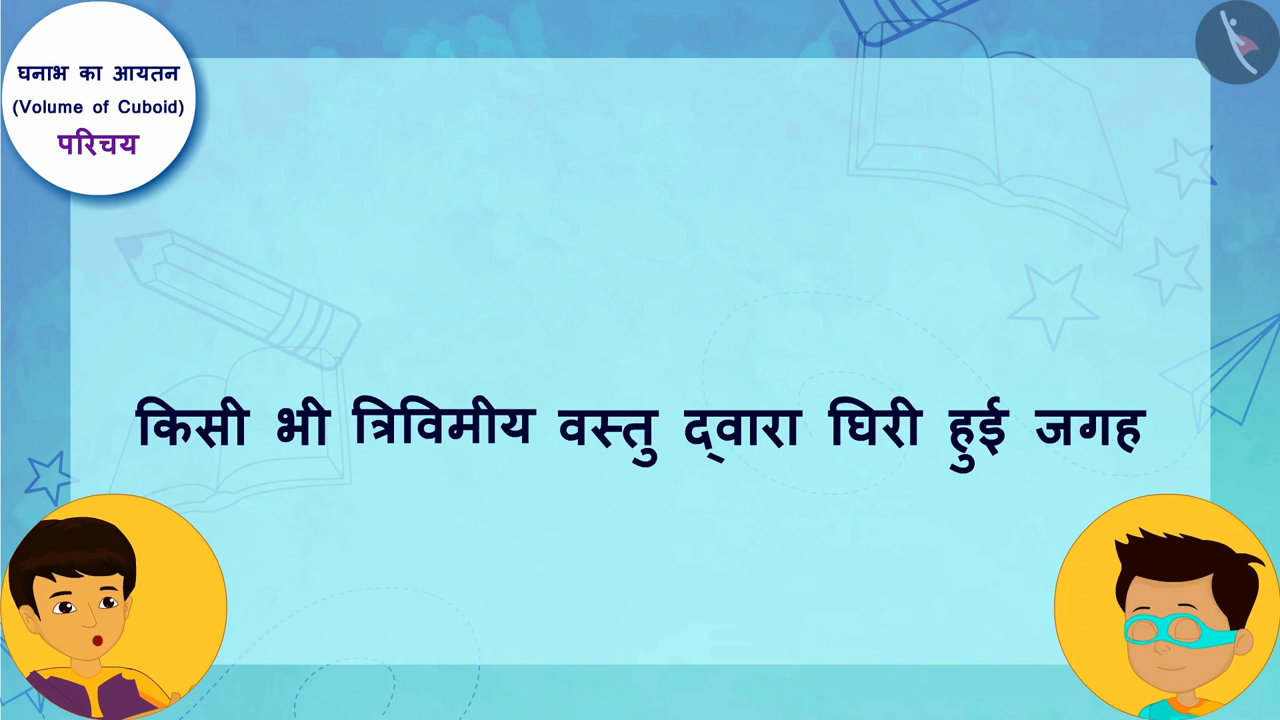 घनाभ का आयतन
(Volume of Cuboid)
परिचय
किसी भी त्रिविमीय वस्तु द्वारा घिरी हुई जगह